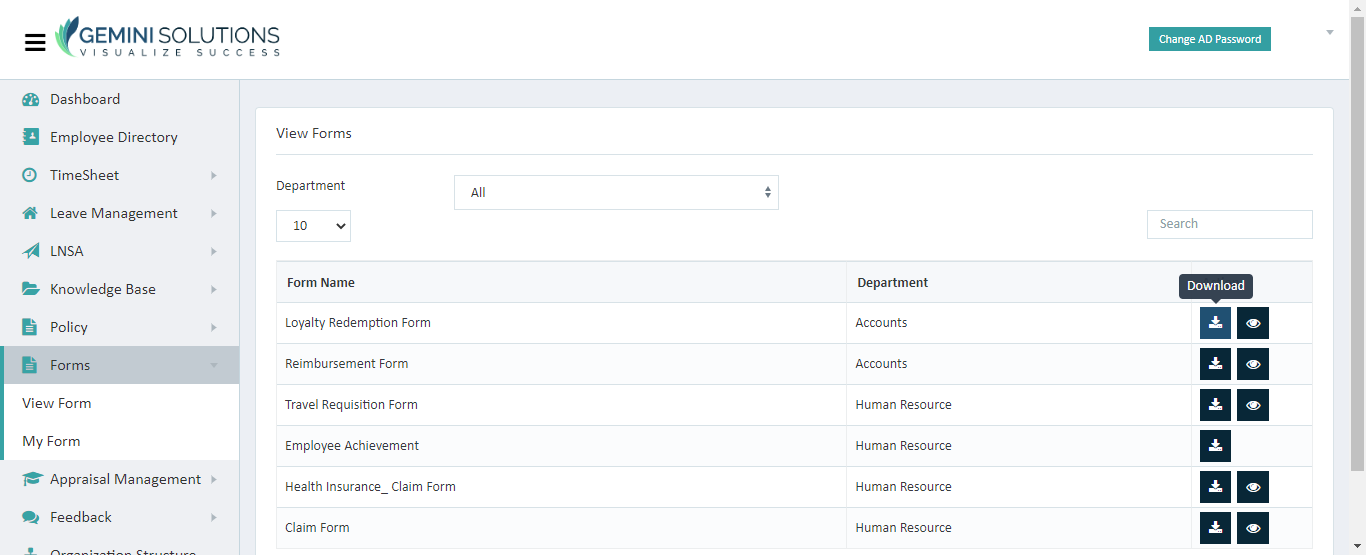 GEMINI SOLUTIONS
VISUALIZE SUCCESS
Change AD Password
Dashboard
Employee Directory
TimeSheet
Leave Management
LNSA
Knowledge Base
Policy
Forms
View Form
My Form
Appraisal Management
Feedback
Organization Structure
View Forms
Department
All
10
Search
Form Name
Department
Download
Loyalty Redemption Form
Accounts
Reimbursement Form
Accounts
Travel Requisition Form
Human Resource
Employee Achievement
Human Resource
Health Insurance_ Claim Form
Human Resource
Claim Form
Human Resource